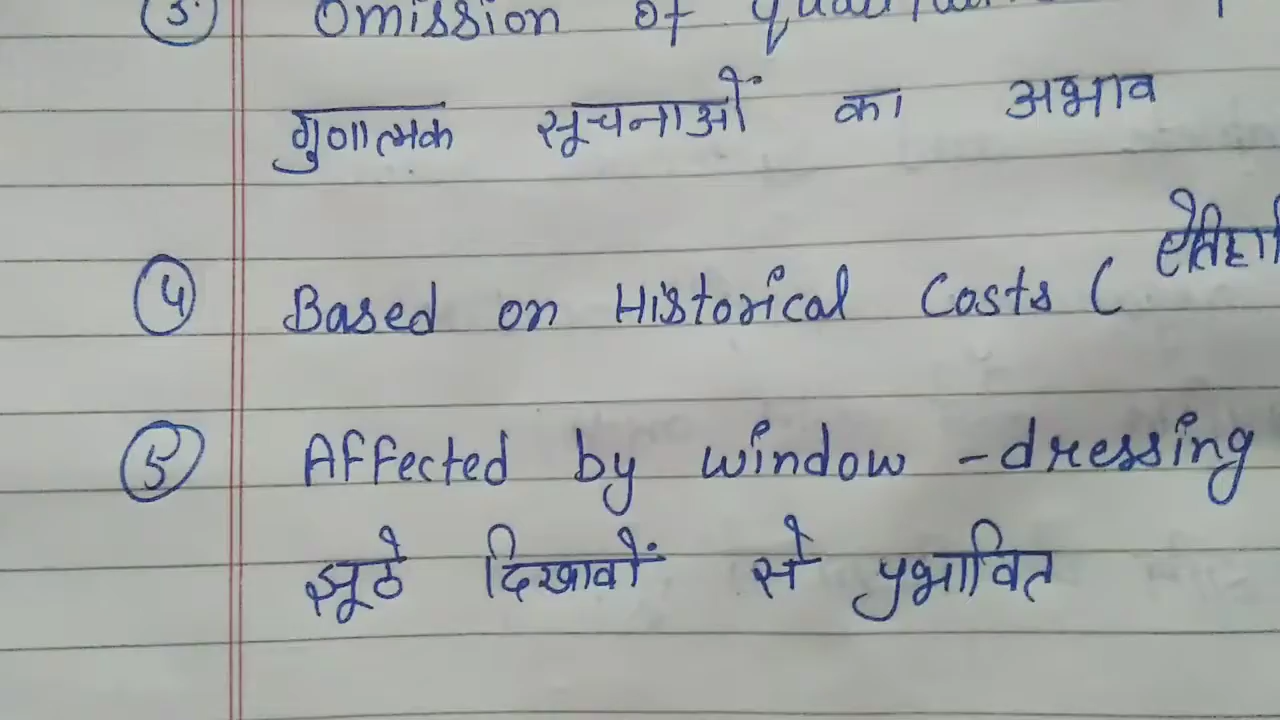 3. Omission of
गुणात्मक सूचनाओं का अभाव
4 Based on Historical Costs (
5 Affected by window - dressing
झूठे दिखावों से प्रभावित